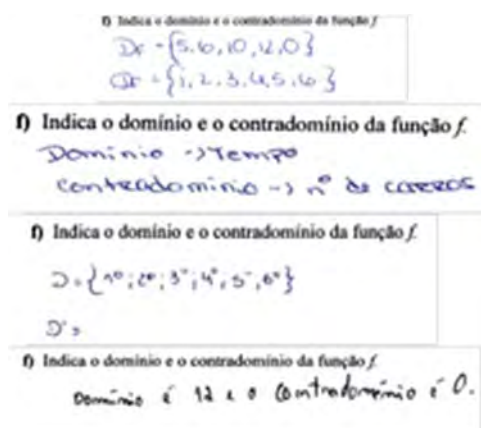 f) Indica o domínio e o contradomínio da função f
Df = {5,6,10,12,0}
CDf = {1,2,3,4,5,6}
f) Indica o domínio e o contradomínio da função f.
Domínio -> Tempo
contradomínio -> nº de carros
f) Indica o domínio e o contradomínio da função f.
D = {1º; 2º; 3º; 4º, 5º, 6º}
D' =
f) Indica o domínio e o contradomínio da função f.
Domínio é 12 e o Contradomínio é 0.